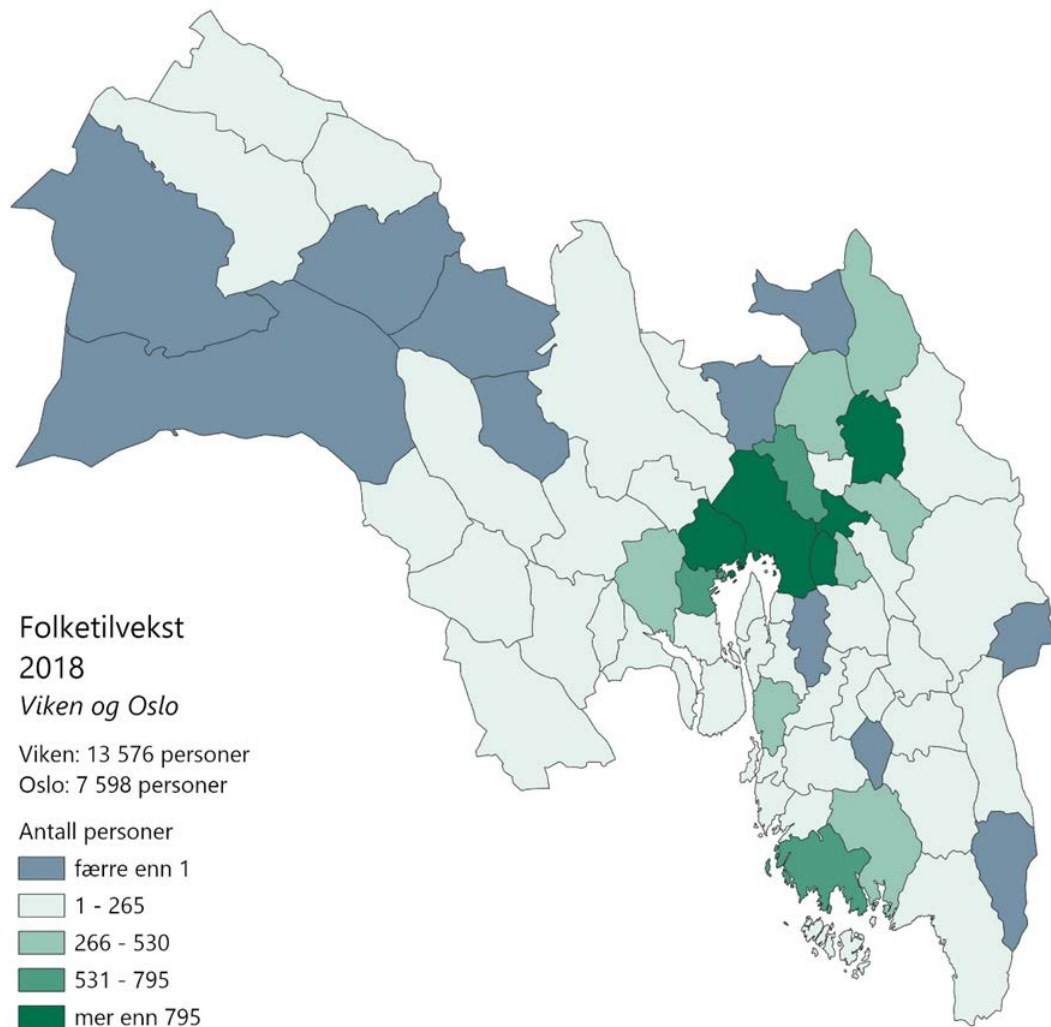 Folketilvekst
2018
Viken og Oslo
Viken: 13 576 personer
Oslo: 7 598 personer
Antall personer
færre enn 1
1 - 265
266 - 530
531 - 795
mer enn 795